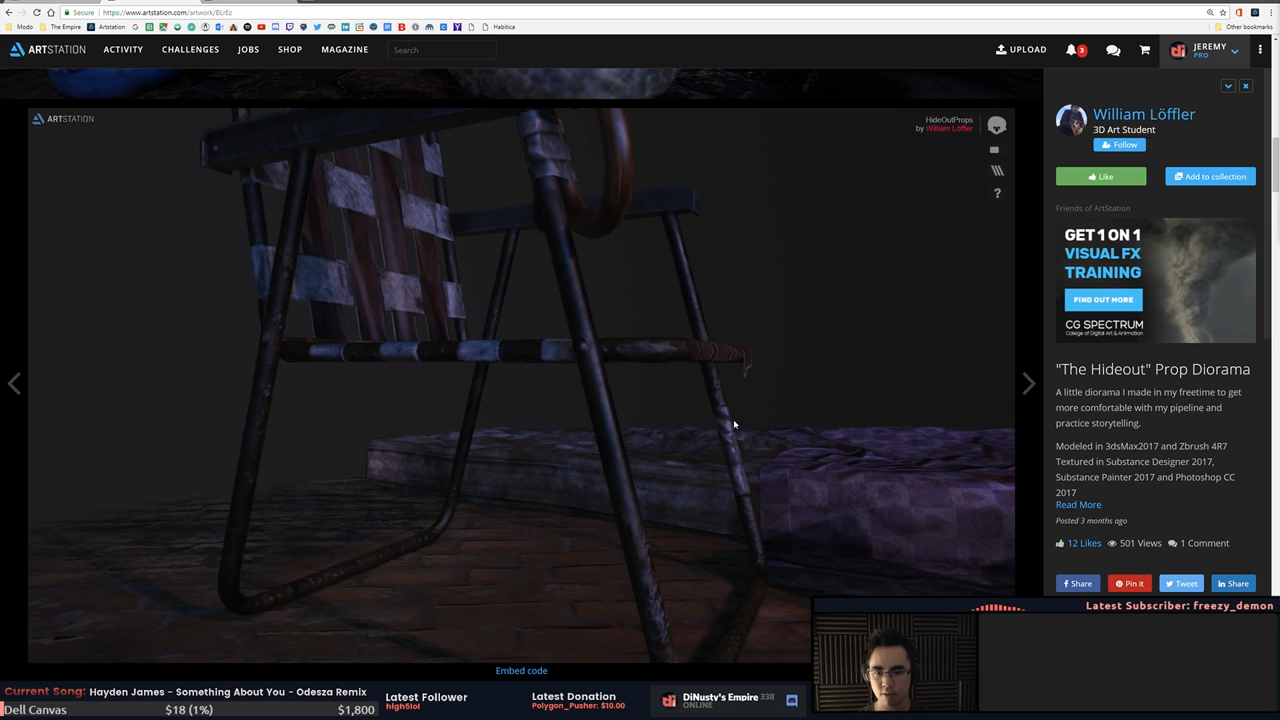 Secure
https://www.artstation.com/artwork/BLrEz
Modo
The Empire
Artstation
Habitica
Other bookmarks
ARTSTATION
ACTIVITY
CHALLENGES
JOBS
SHOP
MAGAZINE
Search
UPLOAD
3
JEREMY
PRO
ARTSTATION
HideOutProps
by William Löffler
?
William Löffler
3D Art Student
Follow
Like
Add to collection
Friends of ArtStation
GET 1 ON 1
VISUAL FX
TRAINING
FIND OUT MORE
CG SPECTRUM
College of Digital Art & Animation
"The Hideout" Prop Diorama
A little diorama I made in my freetime to get
more comfortable with my pipeline and
practice storytelling.
Modeled in 3dsMax2017 and Zbrush 4R7
Textured in Substance Designer 2017,
Substance Painter 2017 and Photoshop CC
2017
Read More
Posted 3 months ago
12 Likes 501 Views 1 Comment
Share
Pin it
Tweet
Share
Embed code
Latest Subscriber: freezy_demon
Current Song: Haydan James - Something About You - Odesza Remix
Dell Canvas $18 (1%) $1,800
Latest Follower
h1gh5lol
Latest Donation
Polygon_Pusher: $10.00
DiNusty's Empire 338
ONLINE